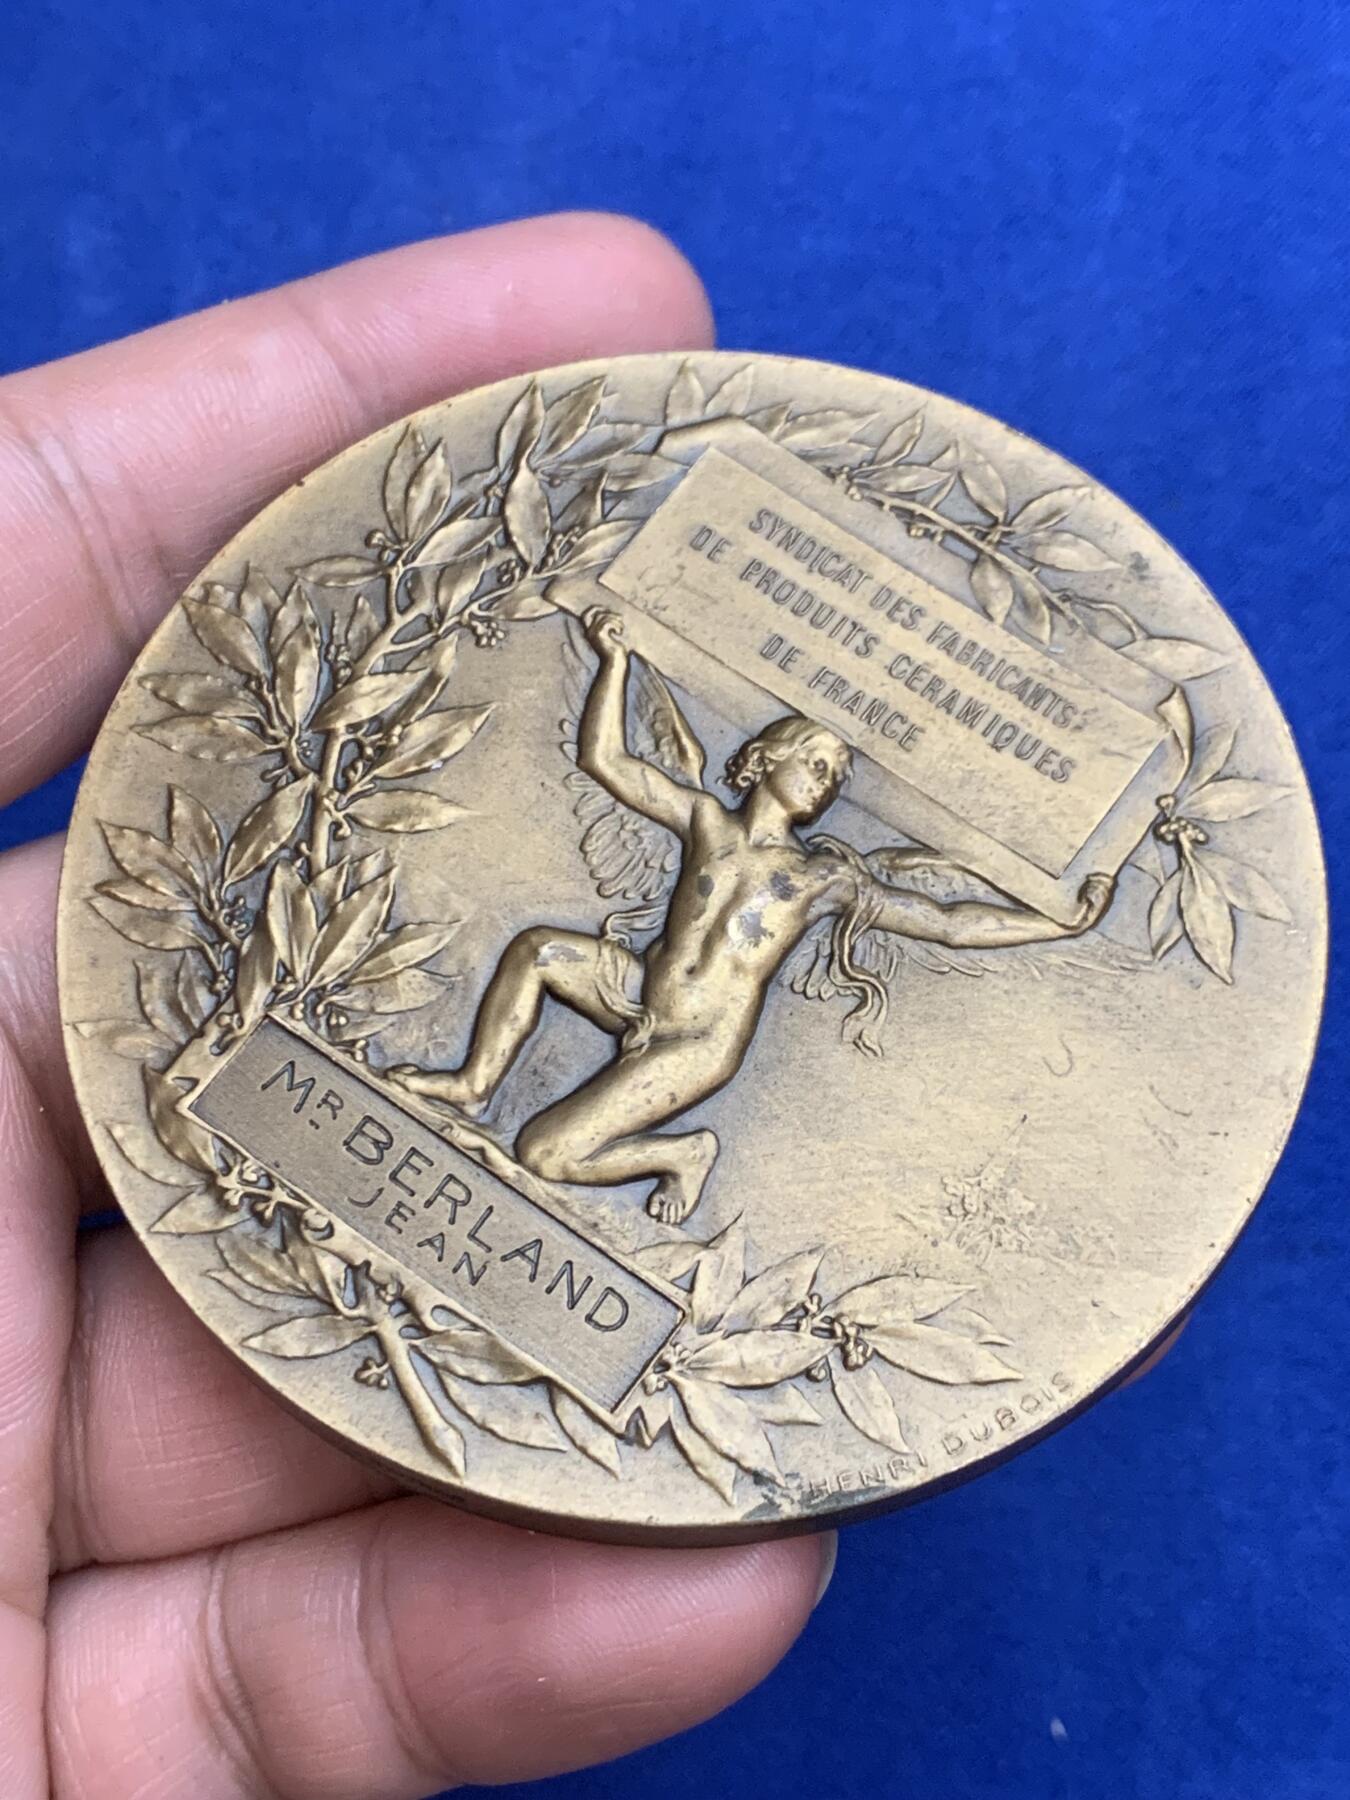 SYNDICAT DES FABRICANTS
DE PRODUITS CÉRAMIQUES
DE FRANCE
MR BERLAND
JEAN
HENRI DUBOIS